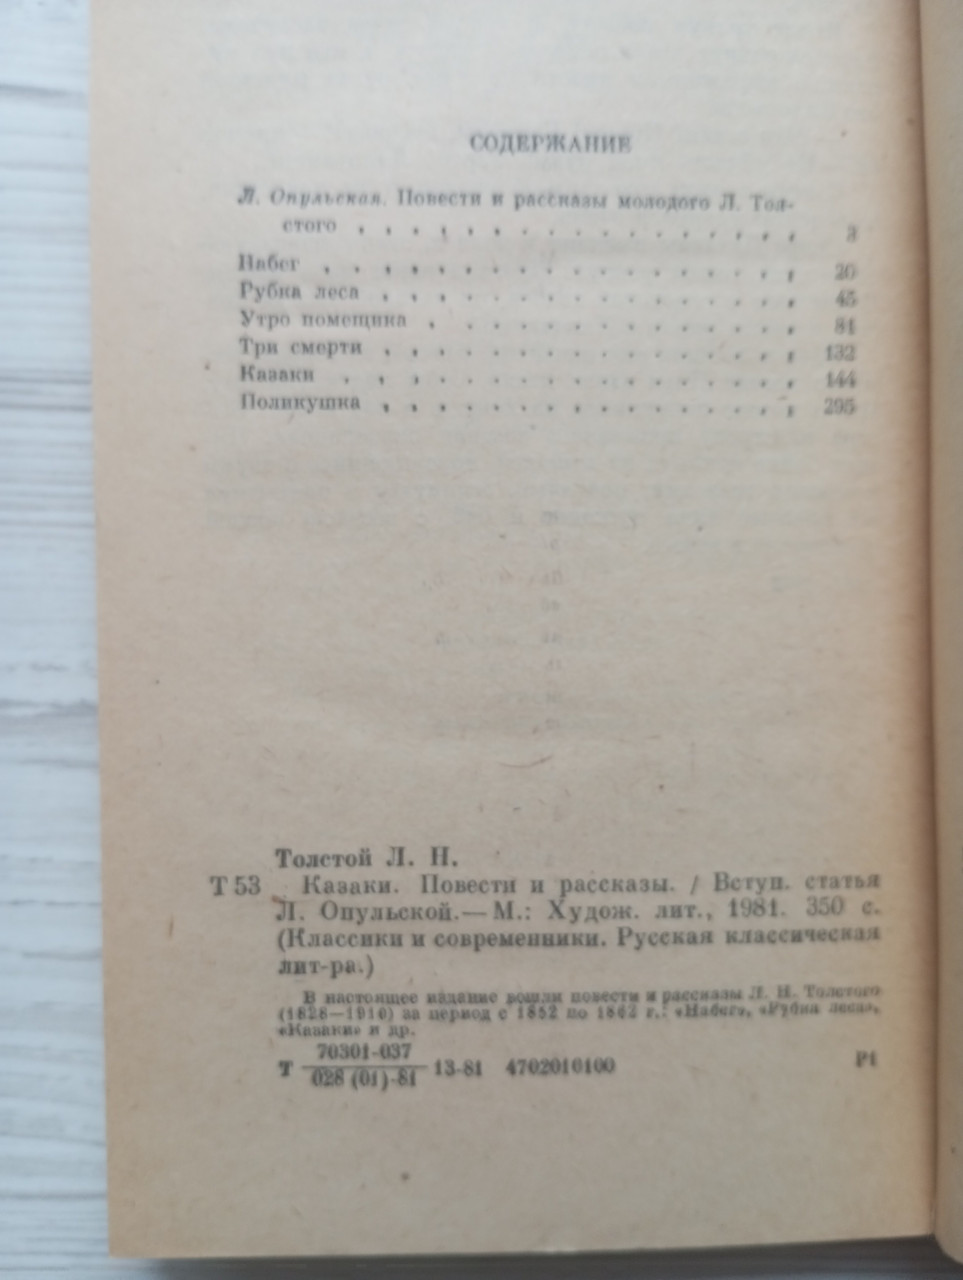 СОДЕРЖАНИЕ
Л. Опульская. Повести и рассказы молодого Л. Тол-
стого . . . . . . . . . . . . . . . . 3
Набег . . . . . . . . . . . . . . . . . 20
Рубка леса . . . . . . . . . . . . . . . 45
Утро помещика . . . . . . . . . . . . . 81
Три смерти . . . . . . . . . . . . . . . 132
Казаки . . . . . . . . . . . . . . . . 144
Поликушка . . . . . . . . . . . . . . . 295
Толстой Л. Н.
Т 53 Казаки. Повести и рассказы. / Вступ. статья
Л. Опульской.— М.: Худож. лит., 1981. 350 с.
(Классики и современники. Русская классическая
лит-ра.)
В настоящее издание вошли повести и рассказы Л. Н. Толстого
(1828—1910) за период с 1852 по 1862 г.: «Набег», «Рубка леса»,
«Казаки» и др.
70301-037
Т 13-81 4702010100 Р1
028 (01)-81